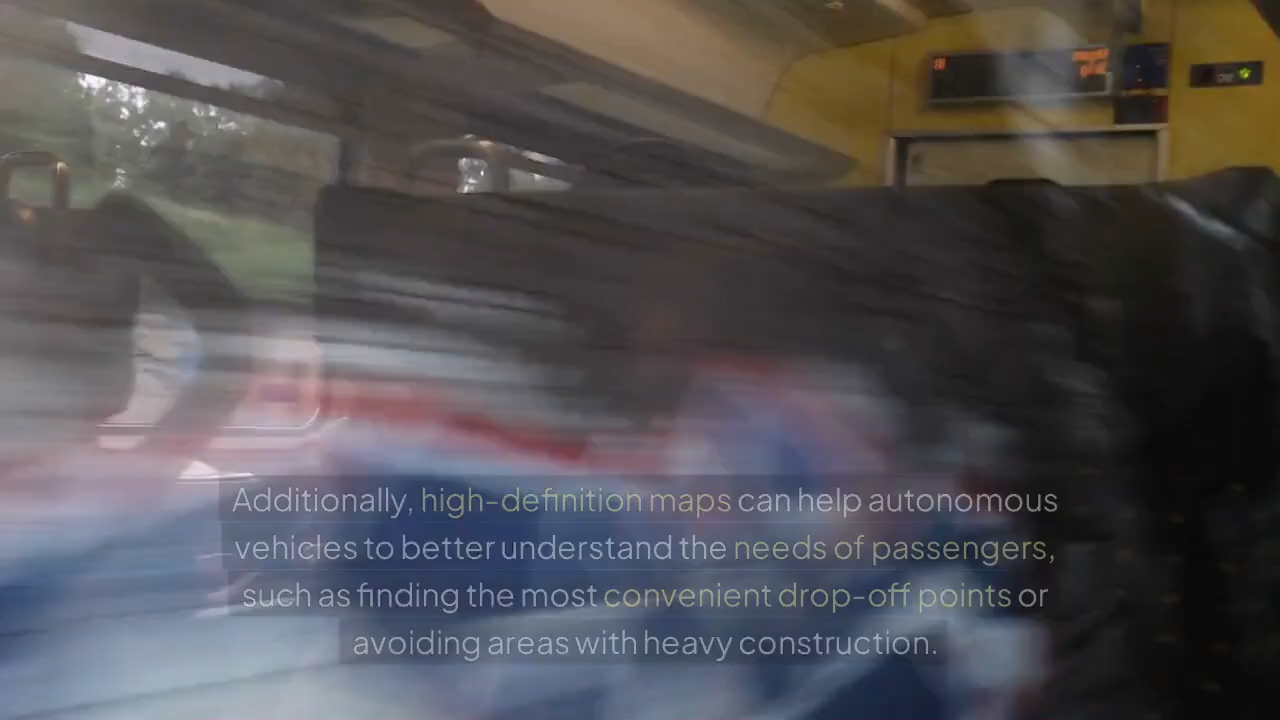 Additionally, high-definition maps can help autonomous
vehicles to better understand the needs of passengers,
such as finding the most convenient drop-off points or
avoiding areas with heavy construction.